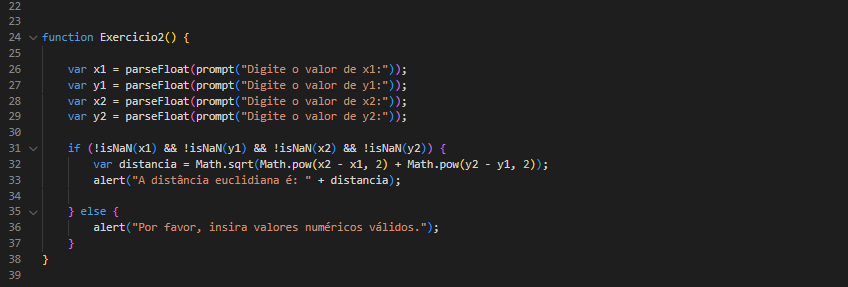 22
23
24 function Exercicio2() {
25
26 var x1 = parseFloat(prompt("Digite o valor de x1:"));
27 var y1 = parseFloat(prompt("Digite o valor de y1:"));
28 var x2 = parseFloat(prompt("Digite o valor de x2:"));
29 var y2 = parseFloat(prompt("Digite o valor de y2:"));
30
31 if (!isNaN(x1) && !isNaN(y1) && !isNaN(x2) && !isNaN(y2)) {
32 var distancia = Math.sqrt(Math.pow(x2 - x1, 2) + Math.pow(y2 - y1, 2));
33 alert("A distância euclidiana é: " + distancia);
34
35 } else {
36 alert("Por favor, insira valores numéricos válidos.");
37 }
38 }
39